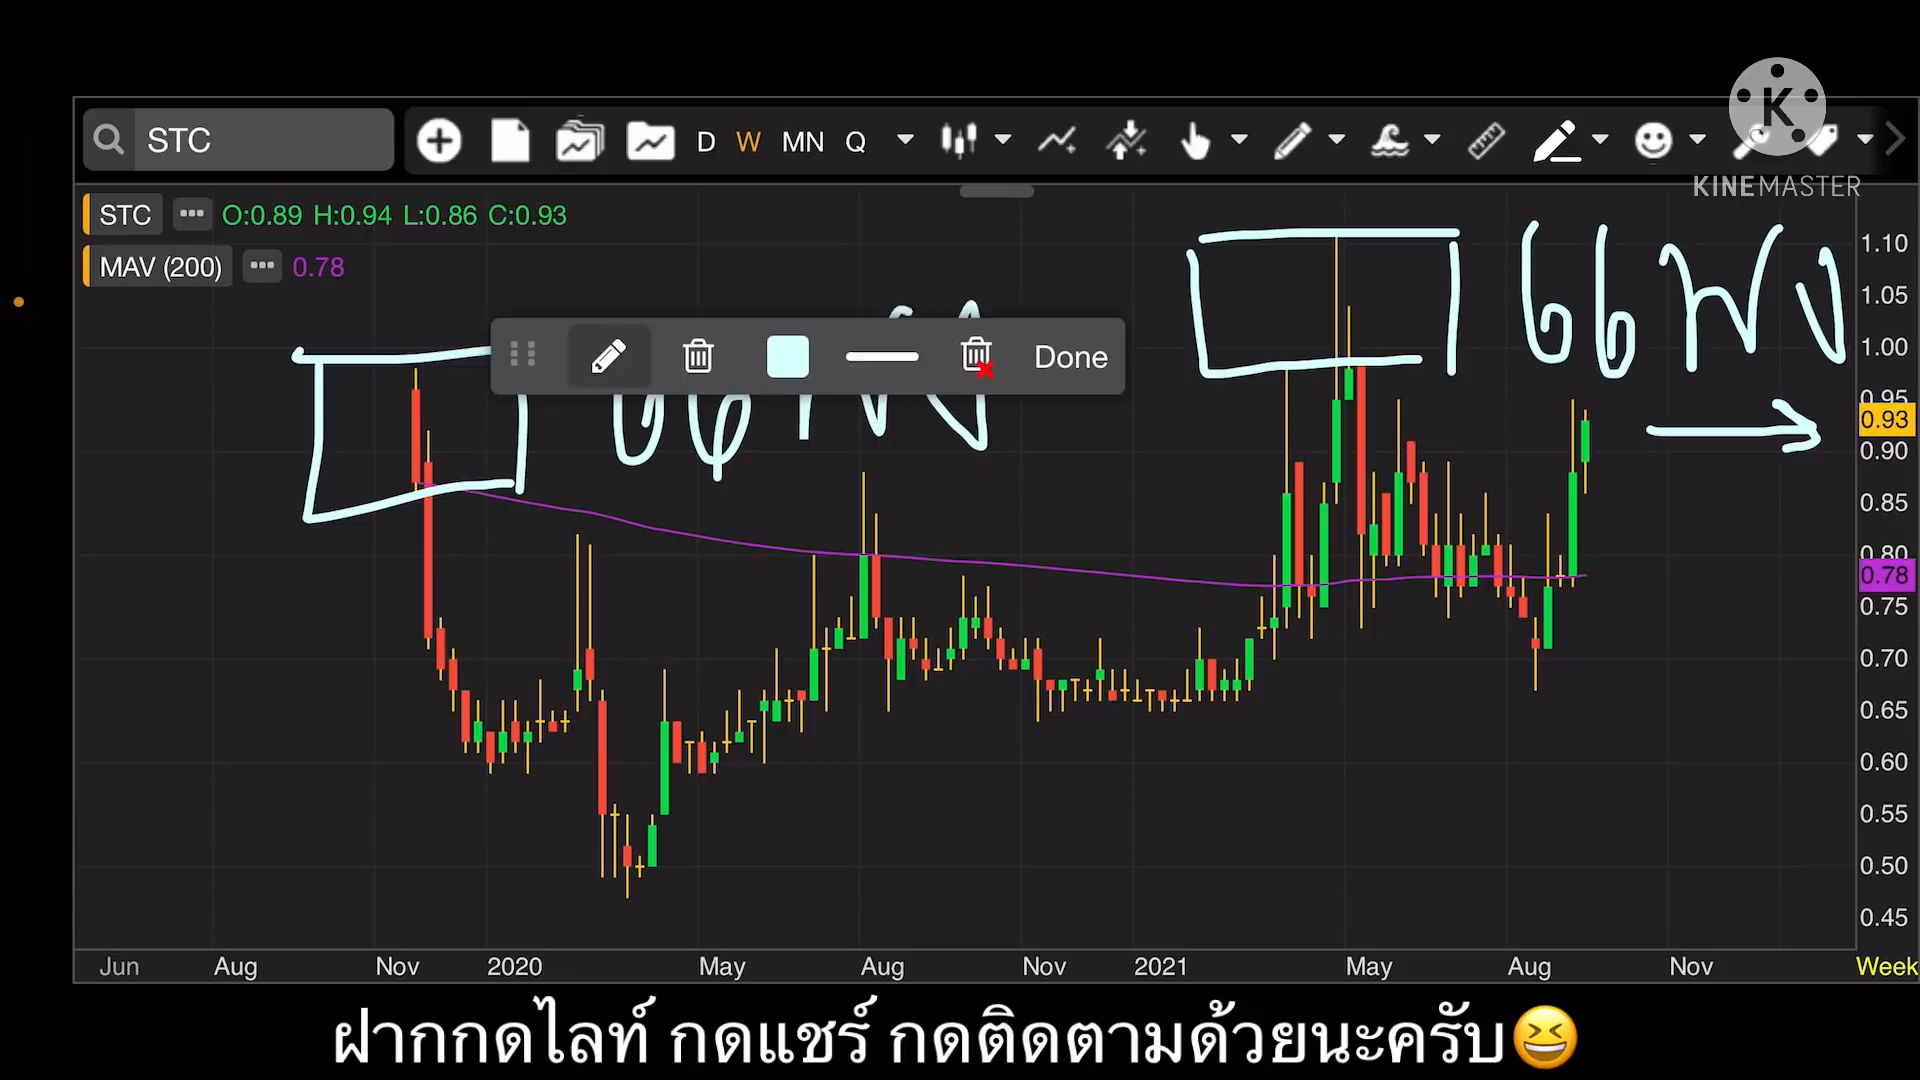 STC D W MN Q
KINEMASTER
STC O:0.89 H:0.94 L:0.86 C:0.93
MAV (200) 0.78
Done
แพง
1.10
1.05
1.00
0.95
0.93
0.90
0.85
0.80
0.78
0.75
0.70
0.65
0.60
0.55
0.50
0.45
Jun Aug Nov 2020 May Aug Nov 2021 May Aug Nov Week
ฝากกดไลท์ กดแชร์ กดติดตามด้วยนะครับ😆